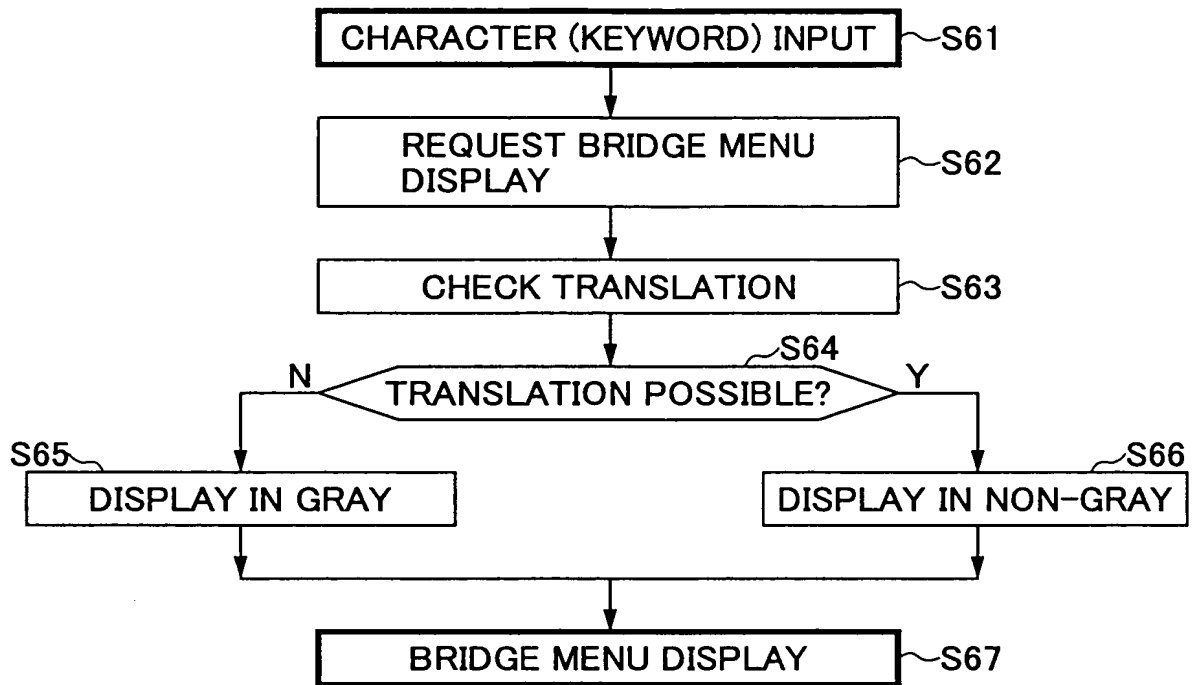 CHARACTER (KEYWORD) INPUT
S61
REQUEST BRIDGE MENU
DISPLAY
S62
CHECK TRANSLATION
S63
S64
N
TRANSLATION POSSIBLE?
Y
S65
DISPLAY IN GRAY
S66
DISPLAY IN NON-GRAY
BRIDGE MENU DISPLAY
S67